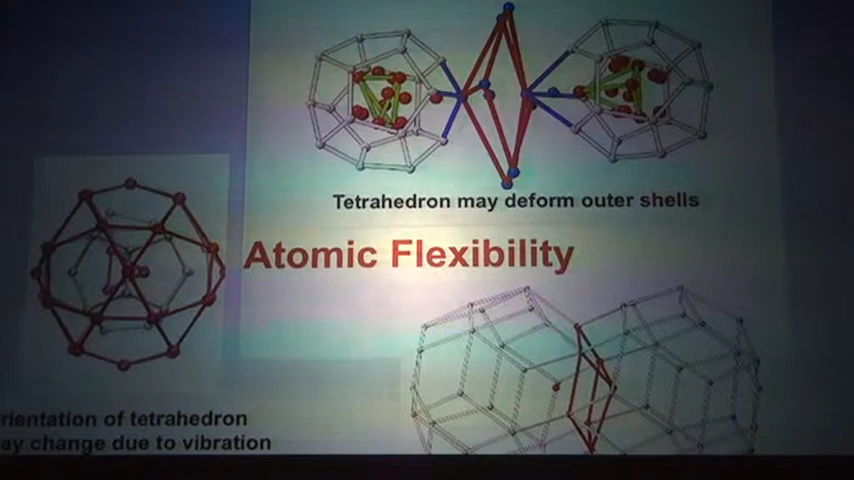 Tetrahedron may deform outer shells
Atomic Flexibility
rientation of tetrahedron
ay change due to vibration